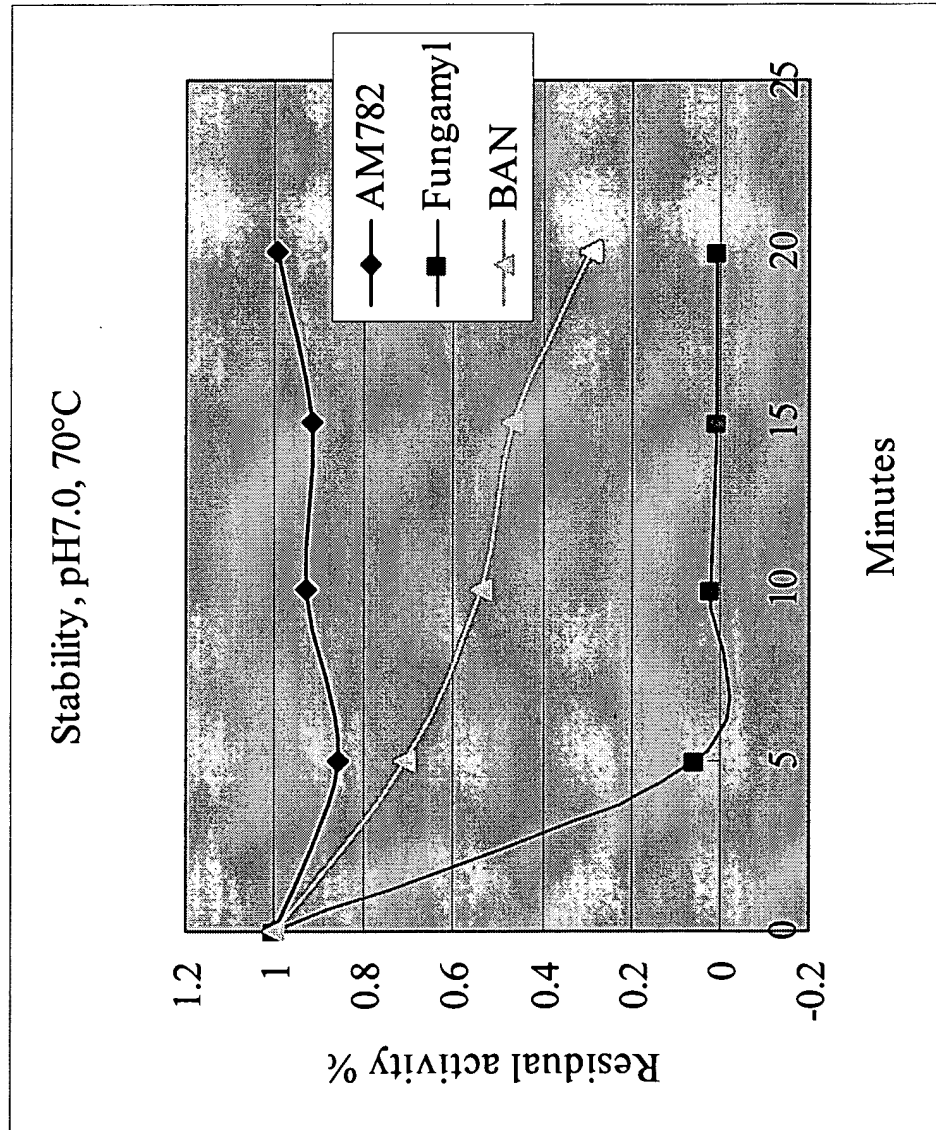 Stability, pH7.0, 70°C
1.2
1
0.8
0.6
0.4
0.2
0
-0.2
Residual activity %
0 5 10 15 20 25
Minutes
AM782
Fungamyl
BAN